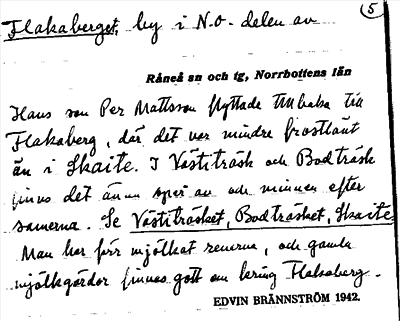 5
Flakaberget, by i N.O. delen av
Råneå sn och tg, Norrbottens län
Hans son Per Mattsson flyttade tillbaka till
Flakaberg, där det var mindre frostlänt
än i Skaite. I Västiträsk och Bodträsk
finns det ännu spår av och minnen efter
samerna. Se Västiträsket, Bodträsket, Skaite
Man har förr mjölkat renarna, och gamla
mjölkgärdor finnes gott om kring Flakaberg.
EDVIN BRÄNNSTRÖM 1942.